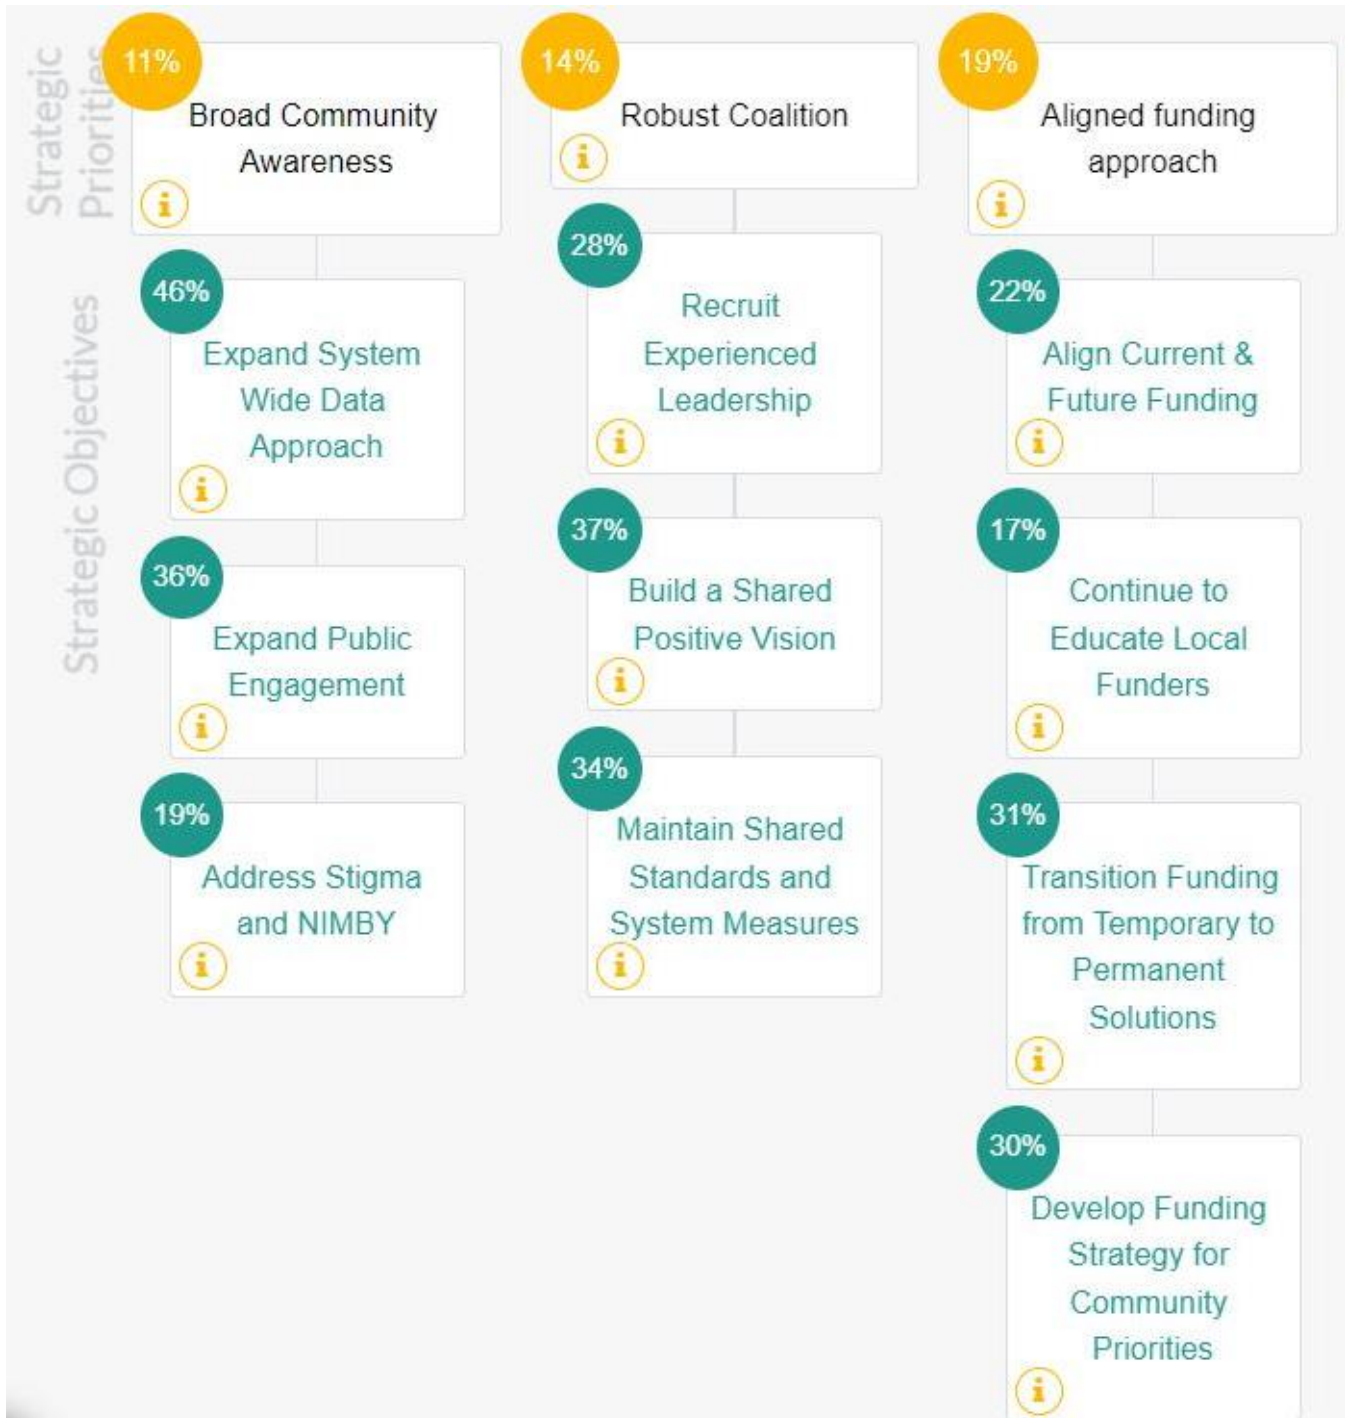 Strategic
Priorities
11%
Broad Community
Awareness
i
14%
Robust Coalition
i
19%
Aligned funding
approach
i
Strategic Objectives
46%
Expand System
Wide Data
Approach
i
36%
Expand Public
Engagement
i
19%
Address Stigma
and NIMBY
i
28%
Recruit
Experienced
Leadership
i
37%
Build a Shared
Positive Vision
i
34%
Maintain Shared
Standards and
System Measures
i
22%
Align Current &
Future Funding
i
17%
Continue to
Educate Local
Funders
i
31%
Transition Funding
from Temporary to
Permanent
Solutions
i
30%
Develop Funding
Strategy for
Community
Priorities
i